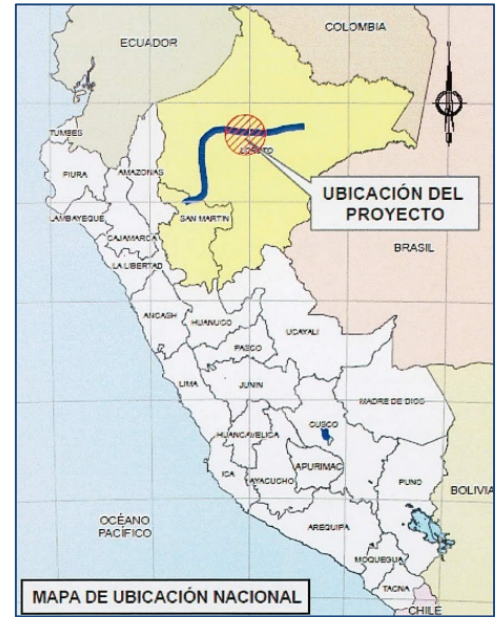 COLOMBIA
ECUADOR
TUMBES
LORETO
PIURA
AMAZONAS
UBICACIÓN DEL
PROYECTO
LAMBAYEQUE
SAN MARTIN
CAJAMARCA
BRASIL
LA LIBERTAD
ANCASH
HUANUCO
UCAYALI
PASCO
LIMA
JUNIN
MADRE DE DIOS
CUSCO
HUANCAVELICA
APURIMAC
ICA
AYACUCHO
PUNO
BOLIVIA
OCÉANO
PACÍFICO
AREQUIPA
MOQUEGUA
TACNA
MAPA DE UBICACIÓN NACIONAL
CHILE